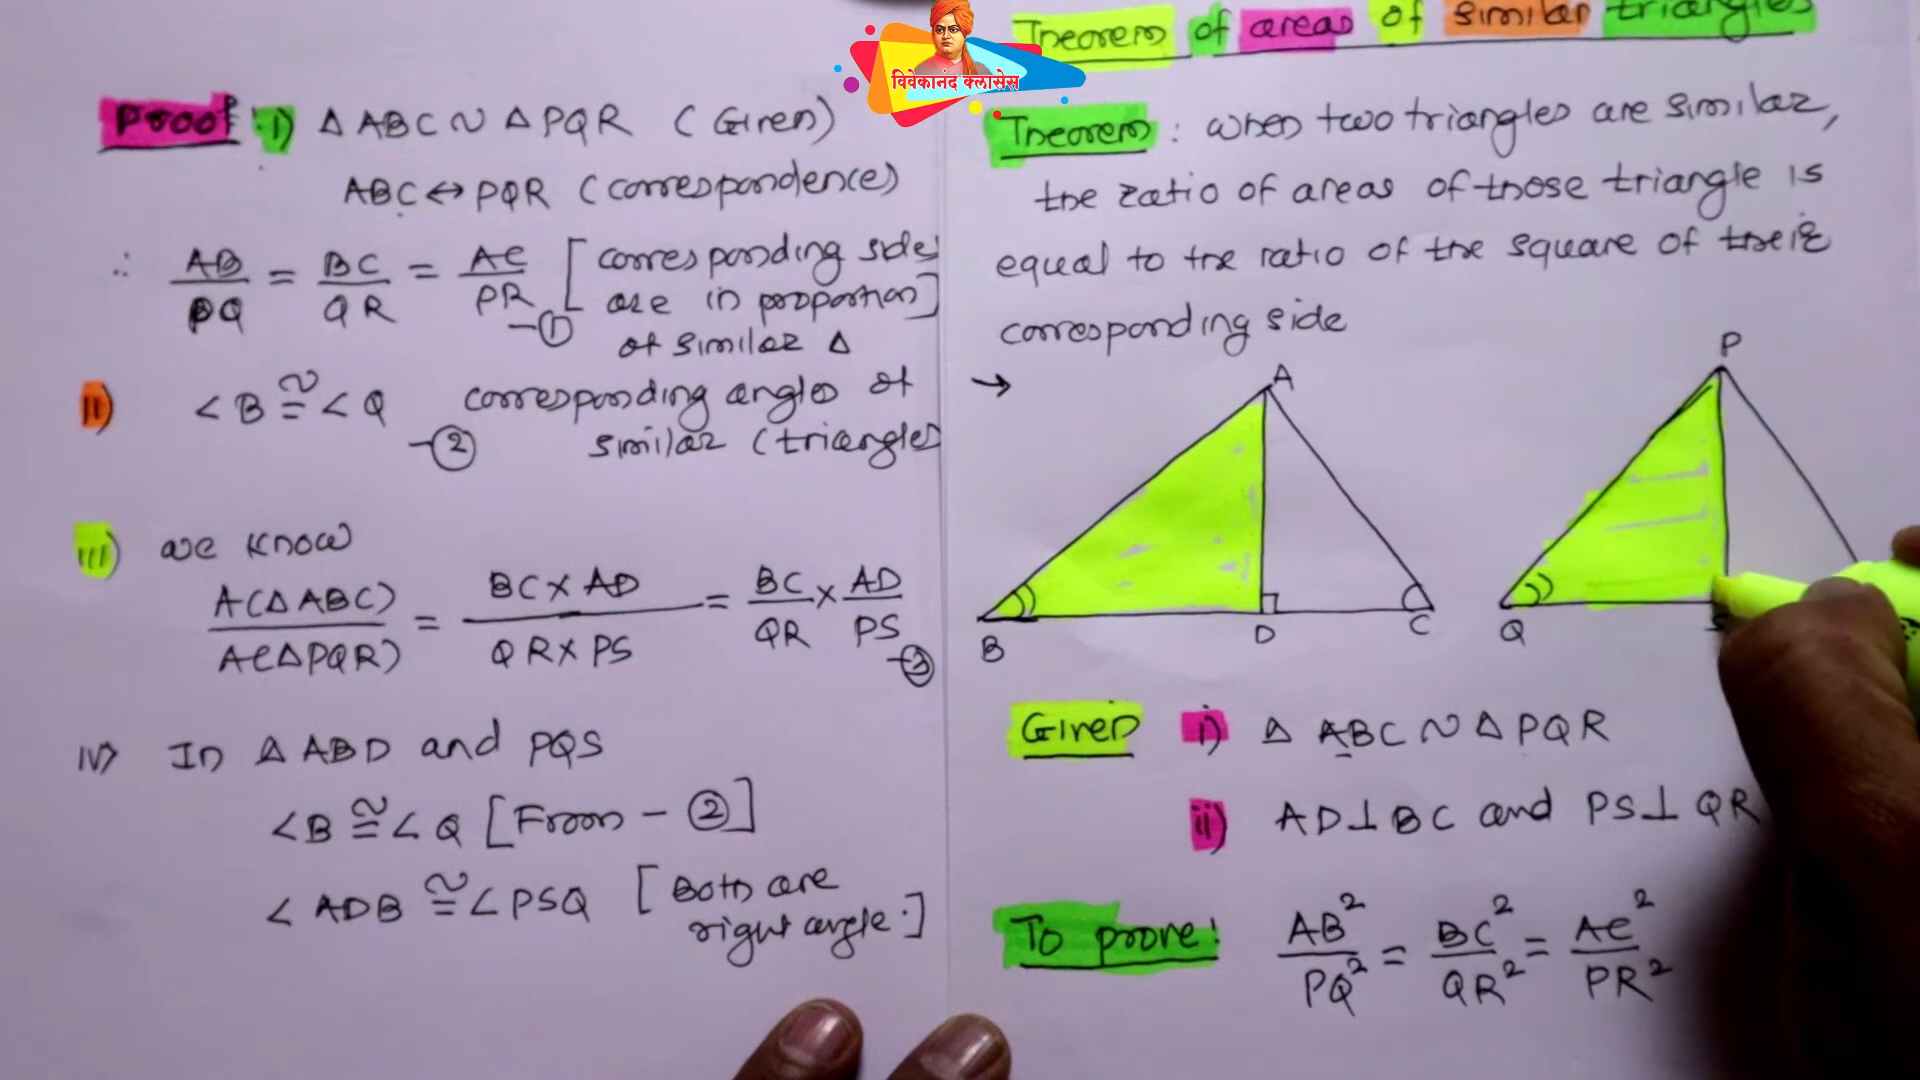 विवेकानंद क्लासेस
Theorem of areas of similar triangles
Proof: i) Δ ABC ~ Δ PQR (Given)
ABC ↔ PQR (correspondence)
∴ AB/PQ = BC/QR = AC/PR —① [corresponding side
are in proportion]
of similar Δ
ii) <B ≅ <Q —② corresponding angles of
similar (triangles
iii) we know
A(ΔABC)/A(ΔPQR) = BC × AD/QR × PS = BC/QR × AD/PS —③
iv) In Δ ABD and PQS
<B ≅ <Q [From - ②]
<ADB ≅ <PSQ [Both are
right angle.]
Theorem: when two triangles are similar,
the ratio of areas of those triangle is
equal to the ratio of the square of their
corresponding side
→
A
B
D
C
P
Q
Given i) Δ ABC ~ Δ PQR
ii) AD⊥BC and PS⊥QR
To prove: AB²/PQ² = BC²/QR² = AC²/PR²